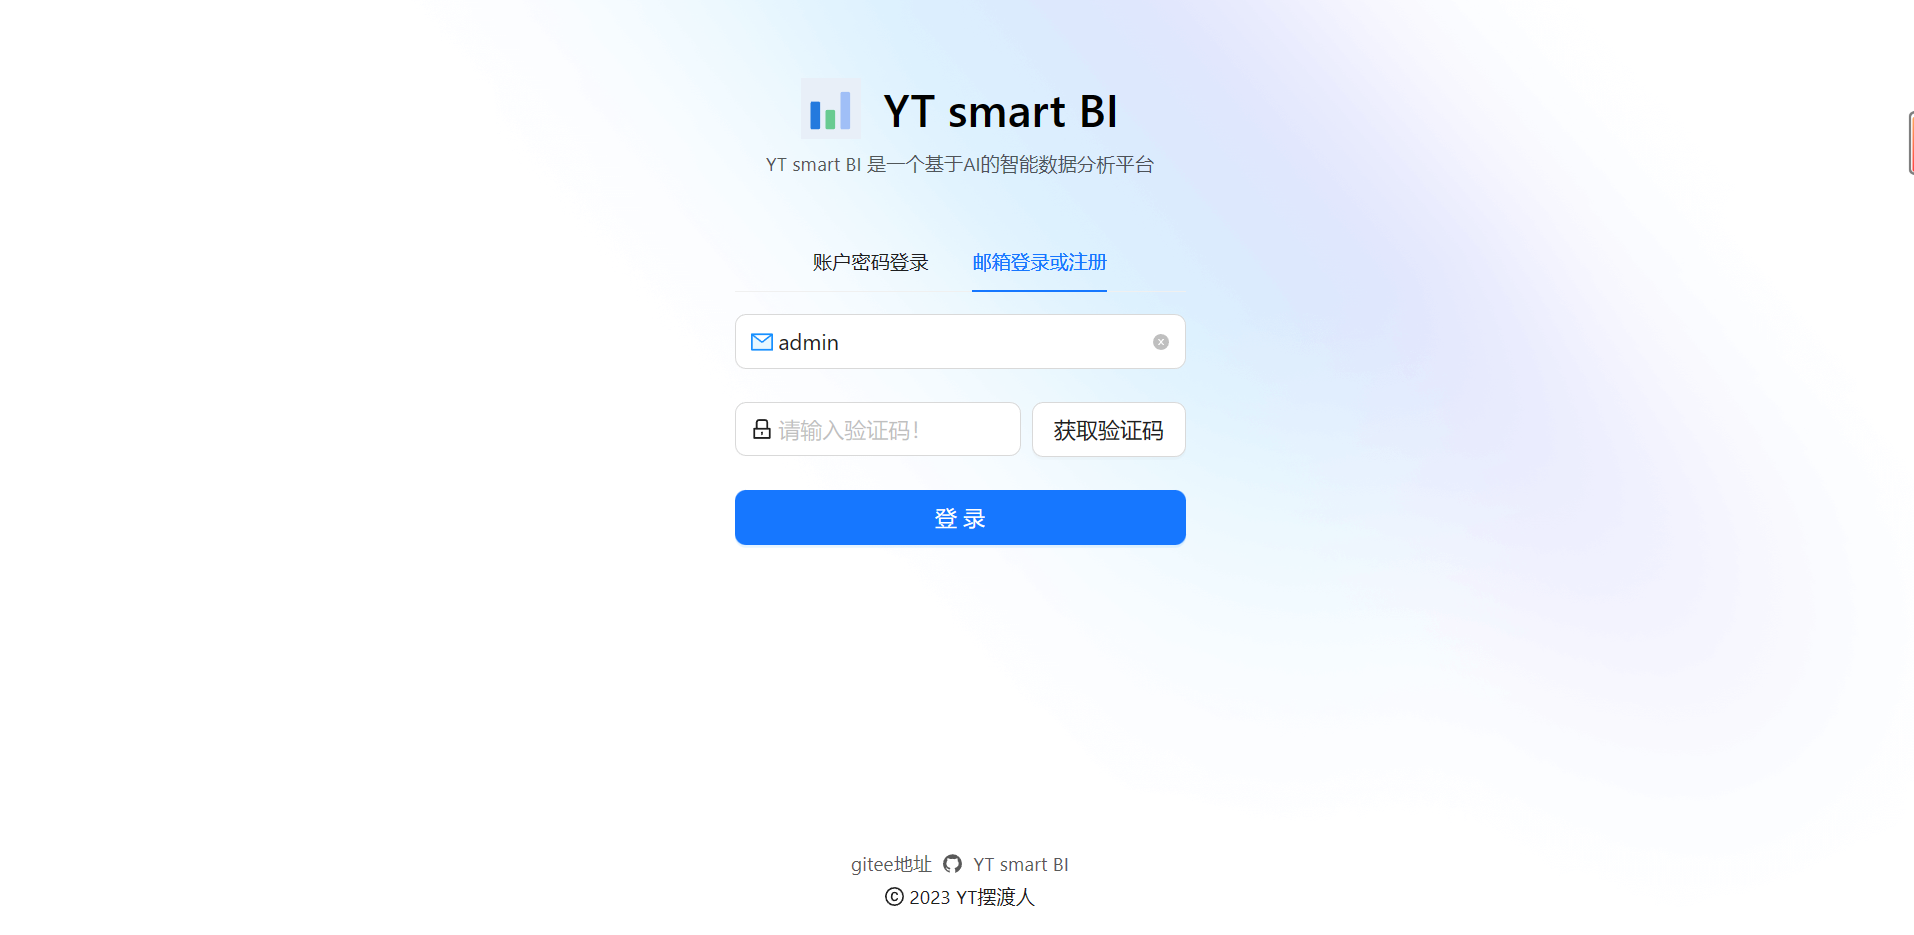 YT smart BI
YT smart BI 是一个基于AI的智能数据分析平台
账户密码登录 邮箱登录或注册
admin
请输入验证码！ 获取验证码
登 录
gitee地址 YT smart BI
© 2023 YT摆渡人